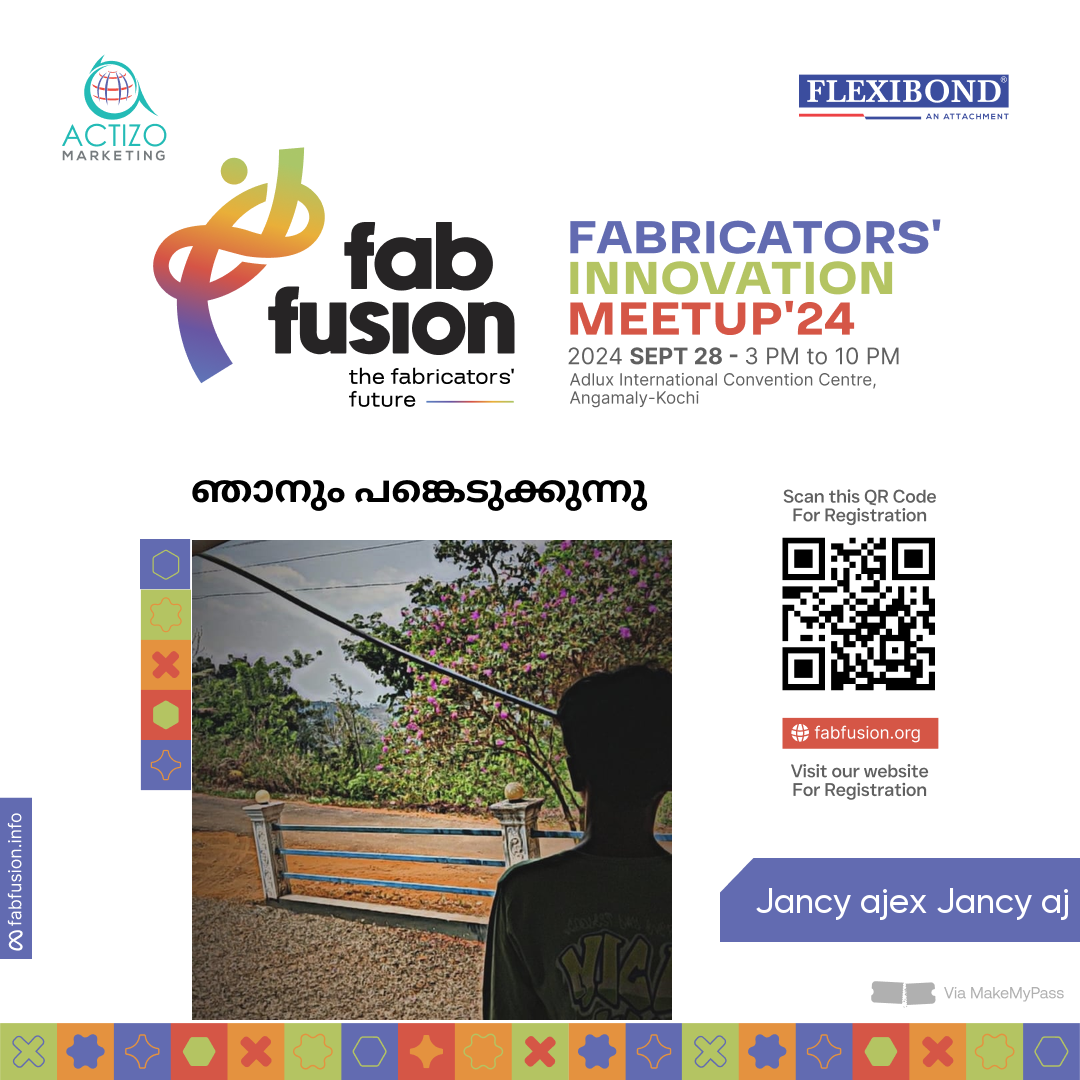 ACTIZO
MARKETING
FLEXIBOND®
AN ATTACHMENT
fab
fusion
the fabricators'
future
FABRICATORS'
INNOVATION
MEETUP'24
2024 SEPT 28 - 3 PM to 10 PM
Adlux International Convention Centre,
Angamaly-Kochi
ഞാനും പങ്കെടുക്കുന്നു
Scan this QR Code
For Registration
fabfusion.org
Visit our website
For Registration
fabfusion.info
Jancy ajex Jancy aj
Via MakeMyPass